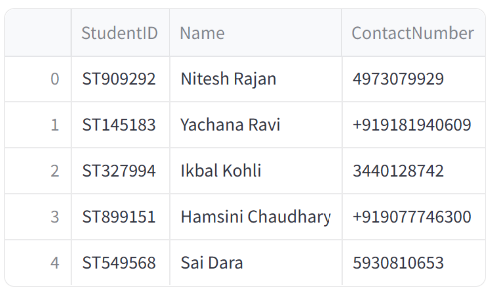 StudentID Name ContactNumber
0 ST909292 Nitesh Rajan 4973079929
1 ST145183 Yachana Ravi +919181940609
2 ST327994 Ikbal Kohli 3440128742
3 ST899151 Hamsini Chaudhary +919077746300
4 ST549568 Sai Dara 5930810653